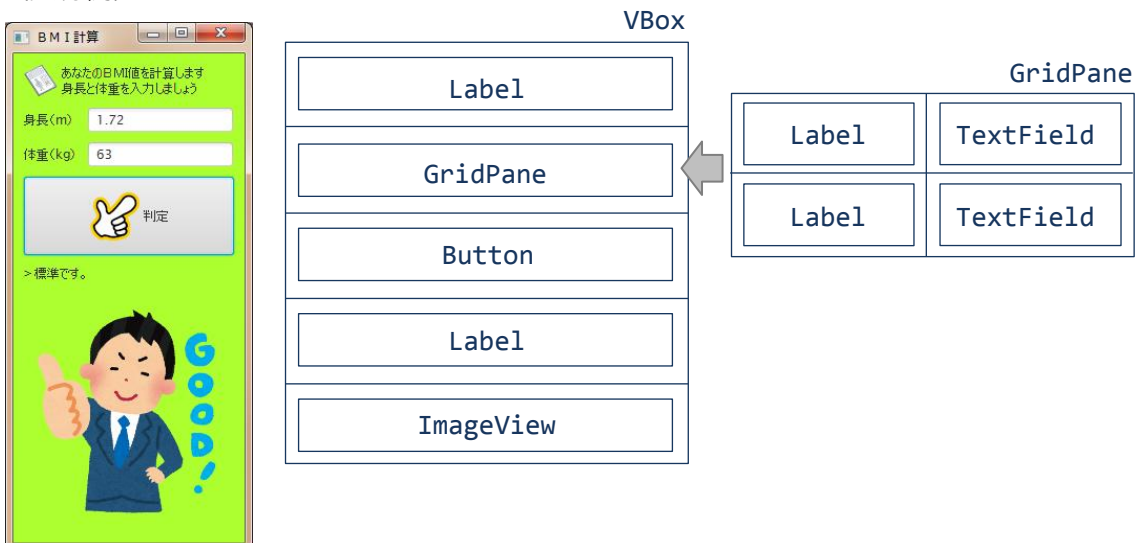 BMI計算
あなたのBMI値を計算します
身長と体重を入力しましょう
身長(m) 1.72
体重(kg) 63
判定
>標準です。
GOOD!
VBox
Label
GridPane
Button
Label
ImageView
GridPane
Label TextField
Label TextField